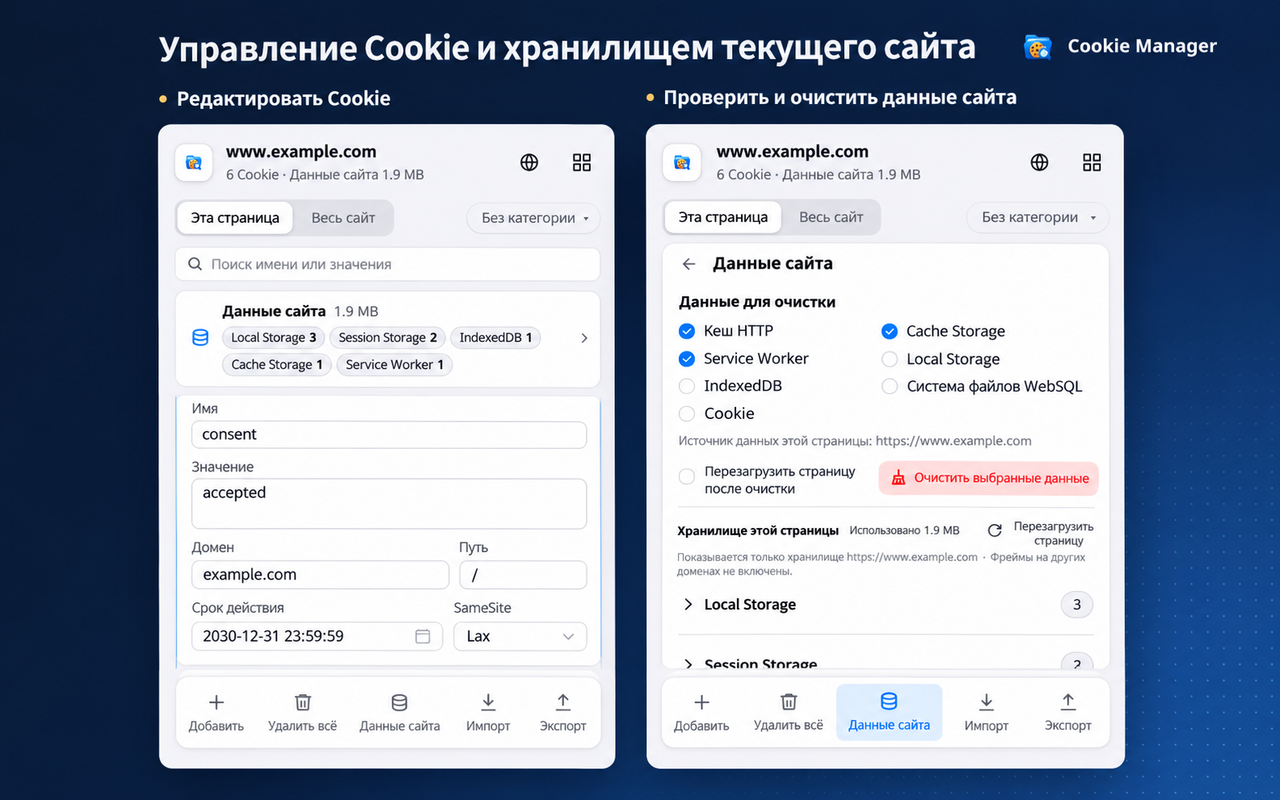 Управление Cookie и хранилищем текущего сайта
Cookie Manager
• Редактировать Cookie
www.example.com
6 Cookie · Данные сайта 1.9 MB
Эта страница
Весь сайт
Без категории
Поиск имени или значения
Данные сайта 1.9 MB
Local Storage 3
Session Storage 2
IndexedDB 1
Cache Storage 1
Service Worker 1
Имя
consent
Значение
accepted
Домен
Путь
example.com
/
Срок действия
SameSite
2030-12-31 23:59:59
Lax
Добавить
Удалить всё
Данные сайта
Импорт
Экспорт
• Проверить и очистить данные сайта
www.example.com
6 Cookie · Данные сайта 1.9 MB
Эта страница
Весь сайт
Без категории
Данные сайта
Данные для очистки
Кеш HTTP
Cache Storage
Service Worker
Local Storage
IndexedDB
Система файлов WebSQL
Cookie
Источник данных этой страницы: https://www.example.com
Перезагрузить страницу
после очистки
Очистить выбранные данные
Хранилище этой страницы
Использовано 1.9 MB
Перезагрузить
страницу
Показывается только хранилище https://www.example.com · Фреймы на других
доменах не включены.
Local Storage
3
Session Storage
2
Добавить
Удалить всё
Данные сайта
Импорт
Экспорт